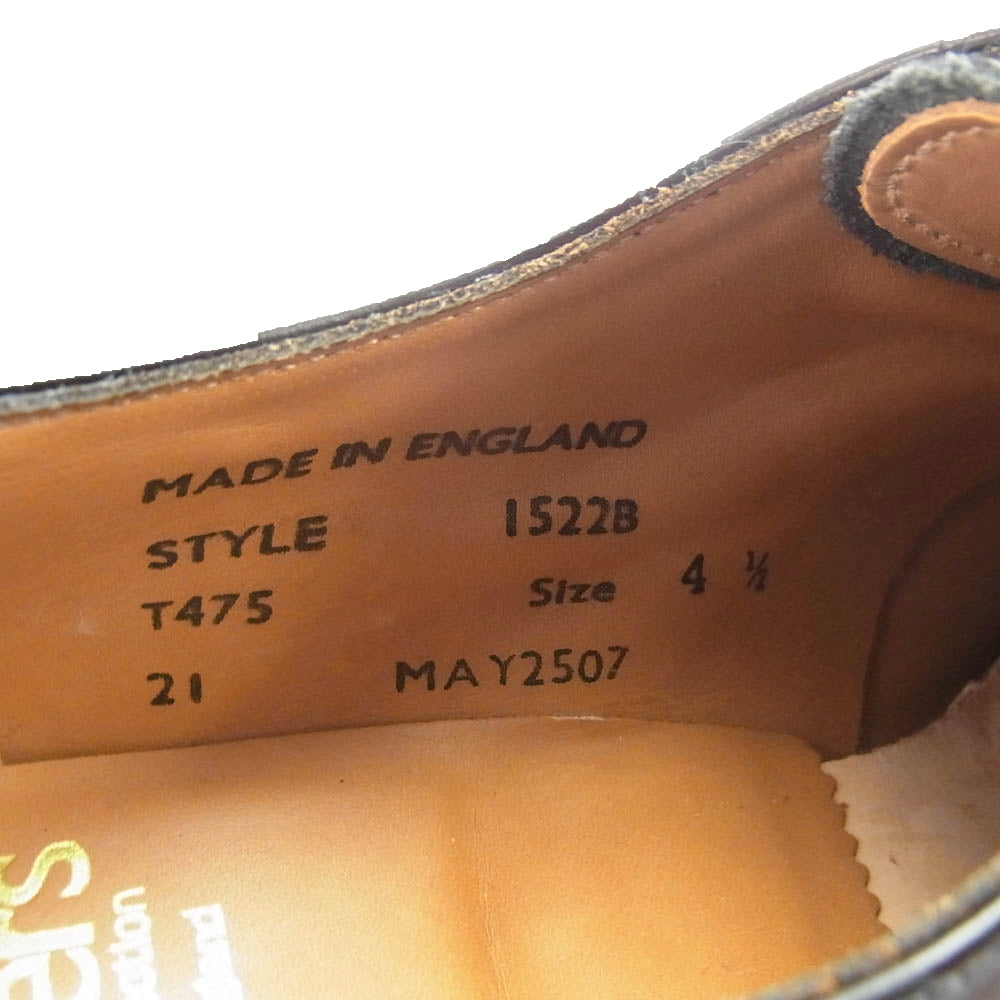 MADE IN ENGLAND
STYLE 1522B
T475 Size 4 ½
21 MAY2507